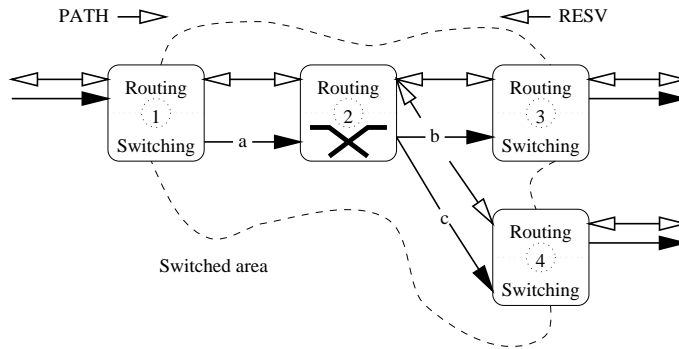 PATH
RESV
Routing
1
Switching
a
Routing
2
b
Routing
3
Switching
c
Routing
4
Switching
Switched area